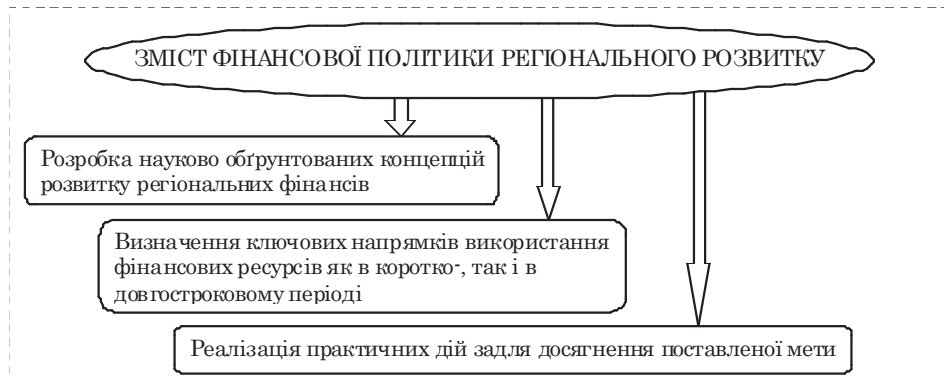 ЗМІСТ ФІНАНСОВОЇ ПОЛІТИКИ РЕГІОНАЛЬНОГО РОЗВИТКУ
Розробка науково обґрунтованих концепцій
розвитку регіональних фінансів
Визначення ключових напрямків використання
фінансових ресурсів як в коротко-, так і в
довгостроковому періоді
Реалізація практичних дій задля досягнення поставленої мети